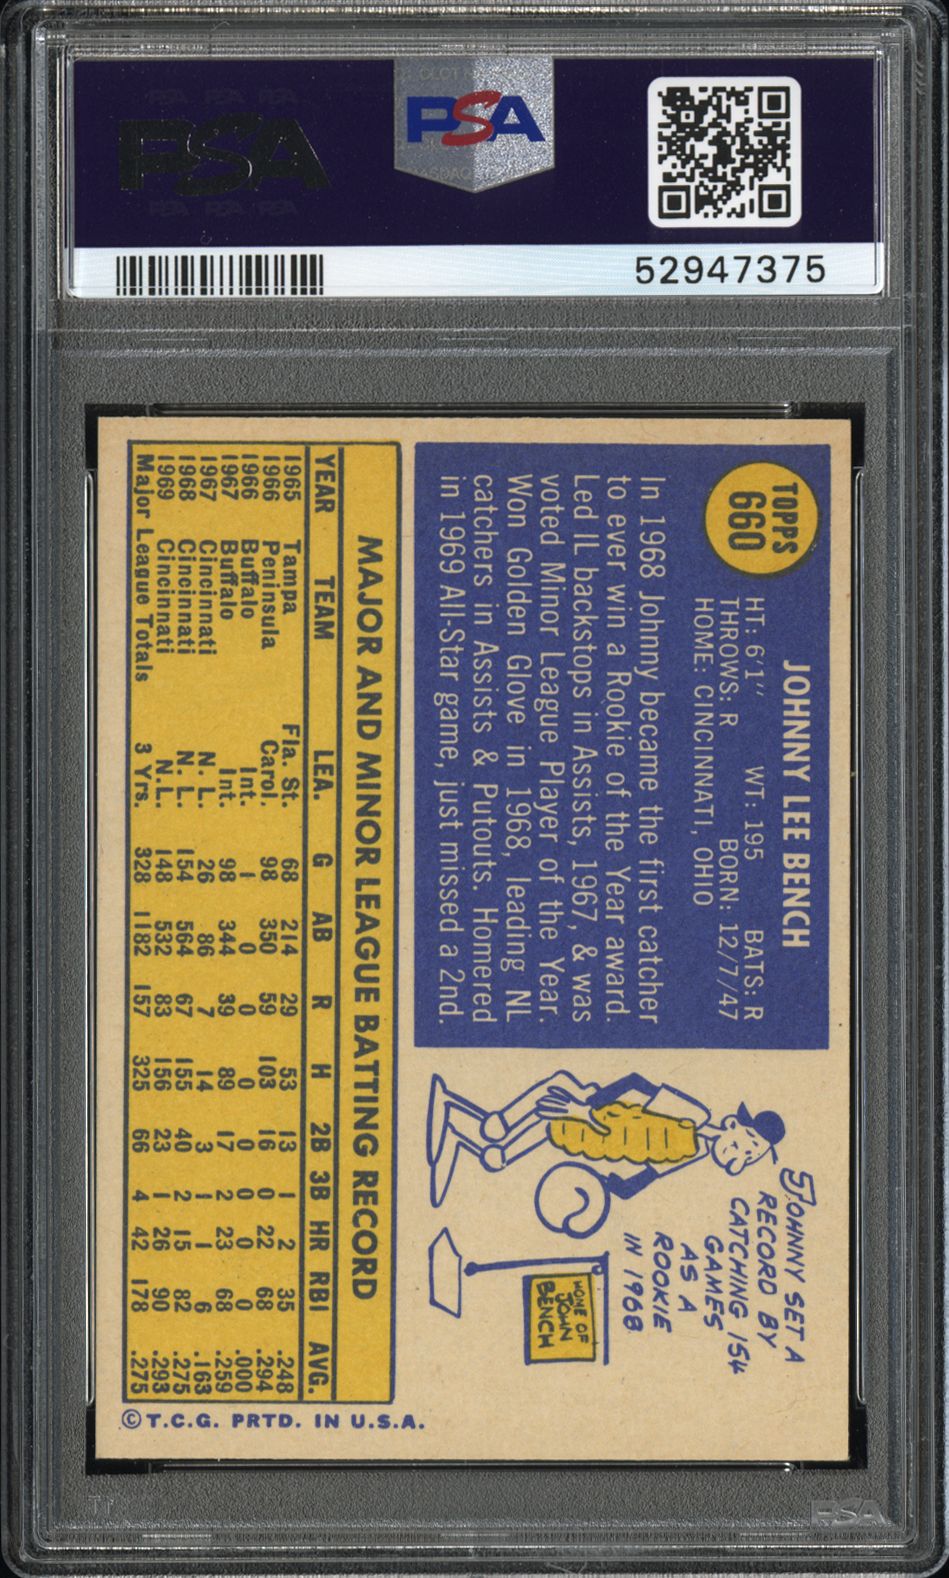 PSA
PSA
52947375
TOPPS
660
JOHNNY LEE BENCH
HT: 6'1" WT: 195 BATS: R
THROWS: R BORN: 12/7/47
HOME: CINCINNATI, OHIO
In 1968 Johnny became the first catcher
to ever win a Rookie of the Year award.
Led IL backstops in Assists, 1967, & was
voted Minor League Player of the Year.
Won Golden Glove in 1968, leading NL
catchers in Assists & Putouts. Homered
in 1969 All-Star game, just missed a 2nd.
JOHNNY SET A
RECORD BY
CATCHING 154
GAMES
AS A
ROOKIE
IN 1968
HOME OF
JOHN
BENCH
MAJOR AND MINOR LEAGUE BATTING RECORD
YEAR TEAM LEA. G AB R H 2B 3B HR RBI AVG.
1965 Tampa Fla. St. 68 214 29 53 13 1 2 35 .248
1966 Peninsula Carol. 98 350 59 103 16 0 22 68 .294
1966 Buffalo Int. 1 0 0 0 0 0 0 0 .000
1967 Buffalo Int. 98 344 39 89 17 2 23 68 .259
1967 Cincinnati N. L. 26 86 7 14 3 1 1 6 .163
1968 Cincinnati N. L. 154 564 67 155 40 2 15 82 .275
1969 Cincinnati N.L. 148 532 83 156 23 1 26 90 .293
Major League Totals 3 Yrs. 328 1182 157 325 66 4 42 178 .275
©T.C.G. PRTD. IN U.S.A.
PSA